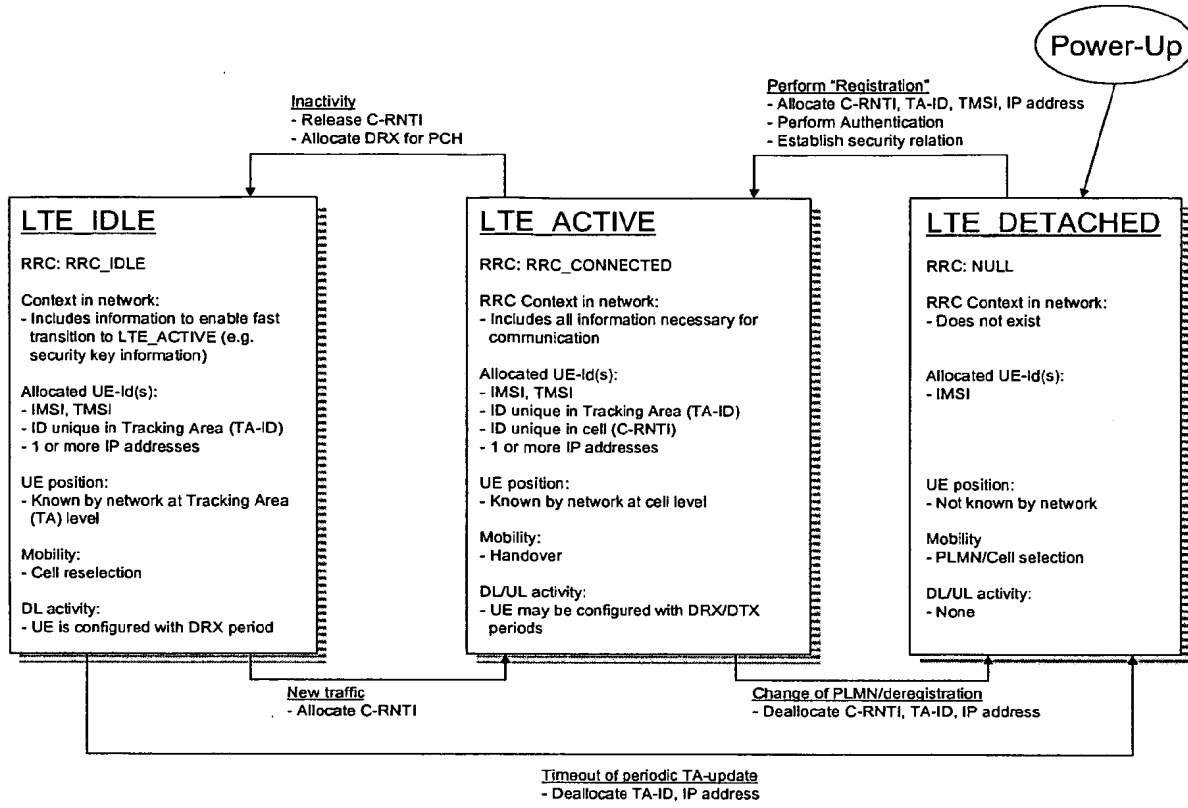 Power-Up
Inactivity
- Release C-RNTI
- Allocate DRX for PCH
Perform "Registration"
- Allocate C-RNTI, TA-ID, TMSI, IP address
- Perform Authentication
- Establish security relation
LTE_IDLE
RRC: RRC_IDLE
Context in network:
- Includes information to enable fast
transition to LTE_ACTIVE (e.g.
security key information)
Allocated UE-Id(s):
- IMSI, TMSI
- ID unique in Tracking Area (TA-ID)
- 1 or more IP addresses
UE position:
- Known by network at Tracking Area
(TA) level
Mobility:
- Cell reselection
DL activity:
- UE is configured with DRX period
LTE_ACTIVE
RRC: RRC_CONNECTED
RRC Context in network:
- Includes all information necessary for
communication
Allocated UE-Id(s):
- IMSI, TMSI
- ID unique in Tracking Area (TA-ID)
- ID unique in cell (C-RNTI)
- 1 or more IP addresses
UE position:
- Known by network at cell level
Mobility:
- Handover
DL/UL activity:
- UE may be configured with DRX/DTX
periods
LTE_DETACHED
RRC: NULL
RRC Context in network:
- Does not exist
Allocated UE-Id(s):
- IMSI
UE position:
- Not known by network
Mobility
- PLMN/Cell selection
DL/UL activity:
- None
New traffic
- Allocate C-RNTI
Change of PLMN/deregistration
- Deallocate C-RNTI, TA-ID, IP address
Timeout of periodic TA-update
- Deallocate TA-ID, IP address